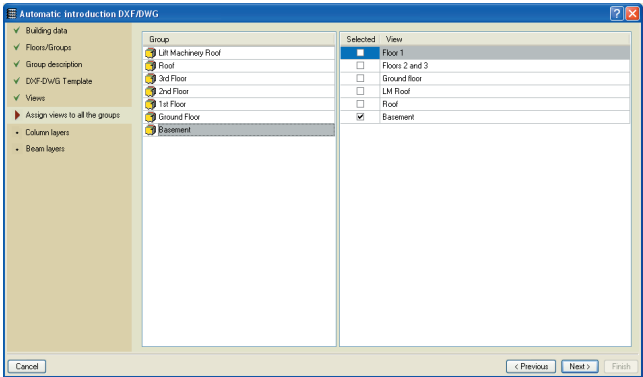 Automatic introduction DXF/DWG
Building data
Floors/Groups
Group description
DXF-DWG Template
Views
Assign views to all the groups
Column layers
Beam layers
Group
Lift Machinery Roof
Roof
3rd Floor
2nd Floor
1st Floor
Ground Floor
Basement
Selected View
Floor 1
Floors 2 and 3
Ground floor
LM Roof
Roof
Basement
Cancel
< Previous
Next >
Finish